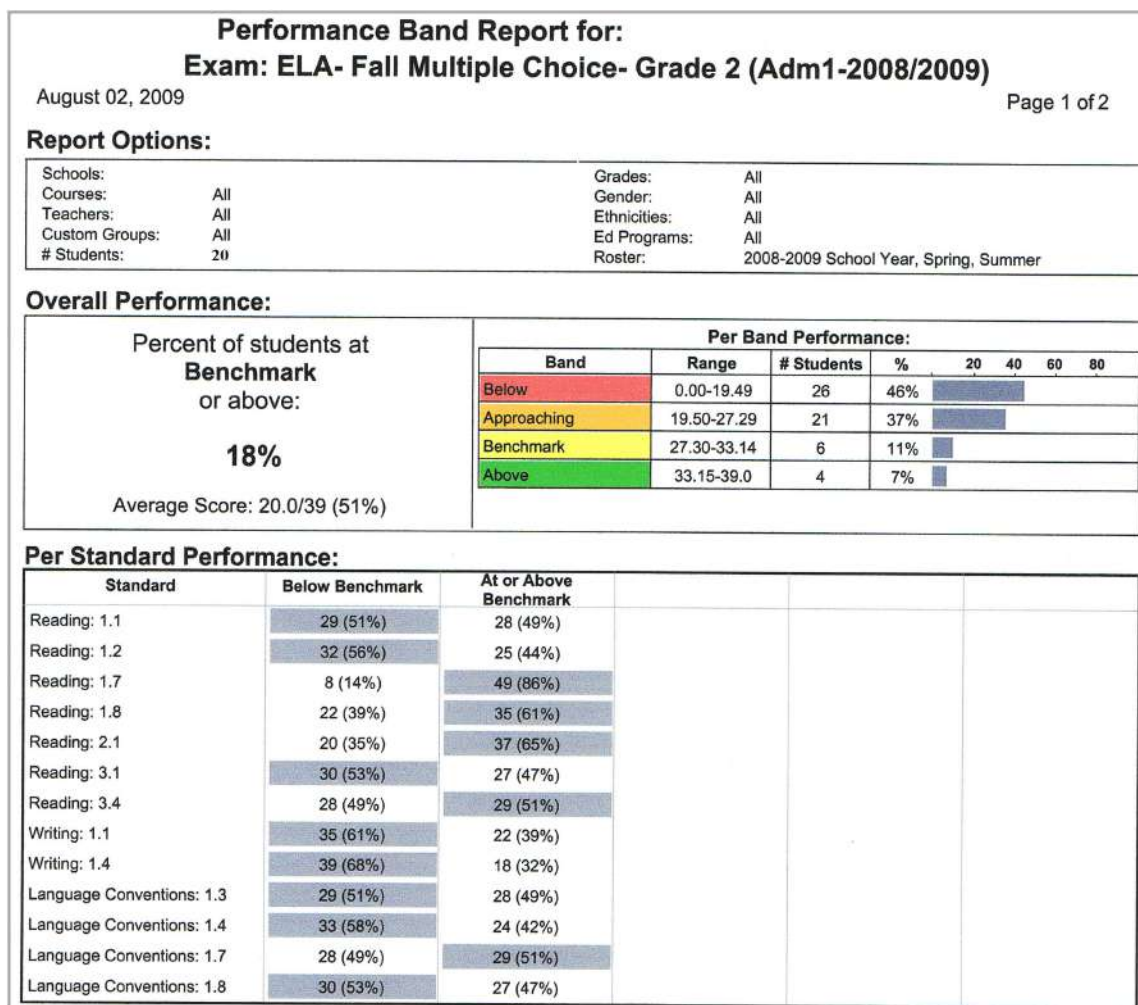 Performance Band Report for:
Exam: ELA- Fall Multiple Choice- Grade 2 (Adm1-2008/2009)
August 02, 2009 Page 1 of 2
Report Options:
Schools: Grades: All
Courses: All Gender: All
Teachers: All Ethnicities: All
Custom Groups: All Ed Programs: All
# Students: 20 Roster: 2008-2009 School Year, Spring, Summer
Overall Performance:
Percent of students at
Benchmark
or above:
18%
Average Score: 20.0/39 (51%)
Per Band Performance:
Band Range # Students % 20 40 60 80
Below 0.00-19.49 26 46%
Approaching 19.50-27.29 21 37%
Benchmark 27.30-33.14 6 11%
Above 33.15-39.0 4 7%
Per Standard Performance:
Standard Below Benchmark At or Above
Benchmark
Reading: 1.1 29 (51%) 28 (49%)
Reading: 1.2 32 (56%) 25 (44%)
Reading: 1.7 8 (14%) 49 (86%)
Reading: 1.8 22 (39%) 35 (61%)
Reading: 2.1 20 (35%) 37 (65%)
Reading: 3.1 30 (53%) 27 (47%)
Reading: 3.4 28 (49%) 29 (51%)
Writing: 1.1 35 (61%) 22 (39%)
Writing: 1.4 39 (68%) 18 (32%)
Language Conventions: 1.3 29 (51%) 28 (49%)
Language Conventions: 1.4 33 (58%) 24 (42%)
Language Conventions: 1.7 28 (49%) 29 (51%)
Language Conventions: 1.8 30 (53%) 27 (47%)